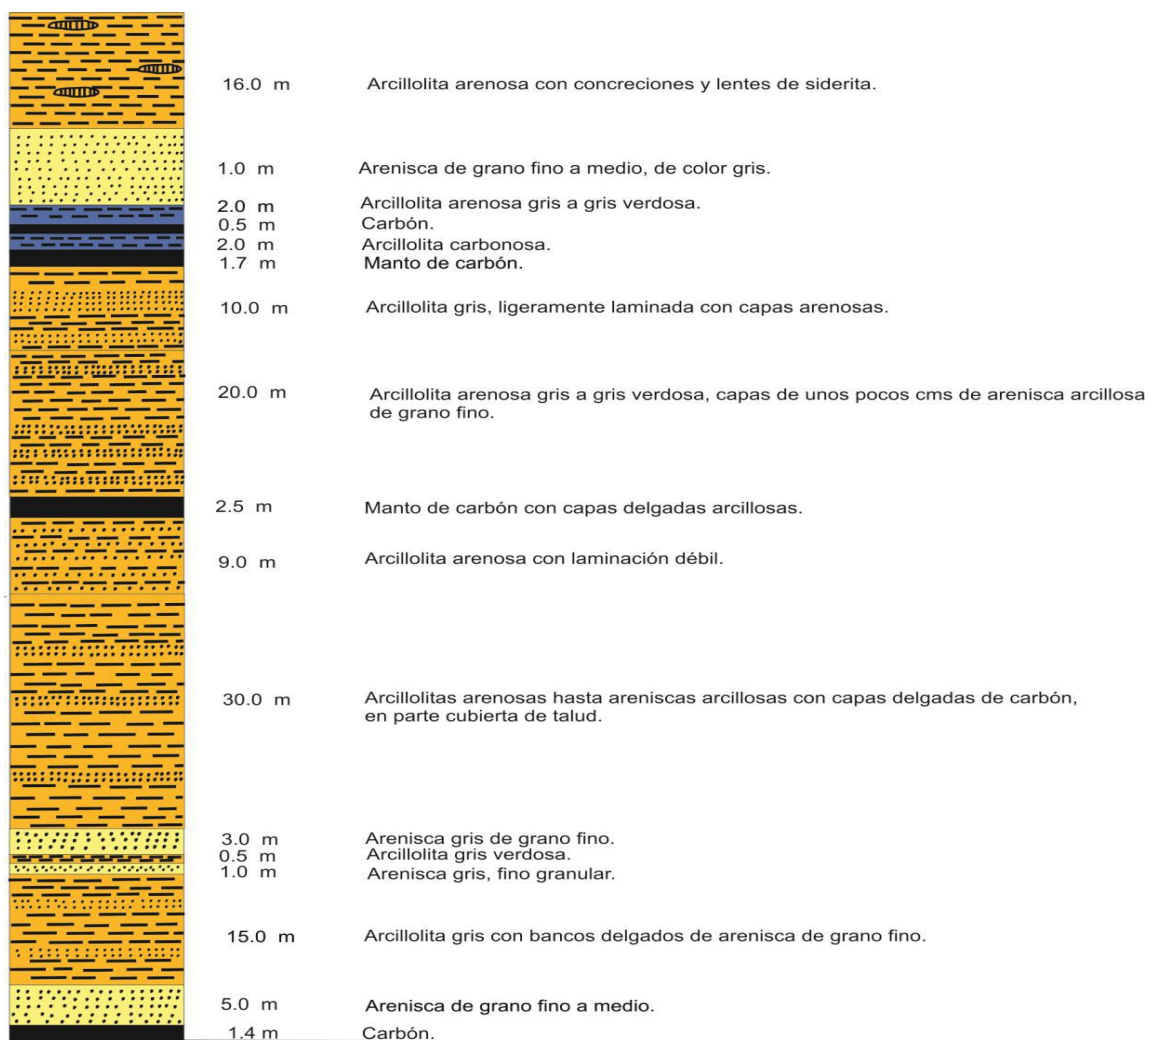 16.0 m Arcillolita arenosa con concreciones y lentes de siderita.
1.0 m Arenisca de grano fino a medio, de color gris.
2.0 m Arcillolita arenosa gris a gris verdosa.
0.5 m Carbón.
2.0 m Arcillolita carbonosa.
1.7 m Manto de carbón.
10.0 m Arcillolita gris, ligeramente laminada con capas arenosas.
20.0 m Arcillolita arenosa gris a gris verdosa, capas de unos pocos cms de arenisca arcillosa
de grano fino.
2.5 m Manto de carbón con capas delgadas arcillosas.
9.0 m Arcillolita arenosa con laminación débil.
30.0 m Arcillolitas arenosas hasta areniscas arcillosas con capas delgadas de carbón,
en parte cubierta de talud.
3.0 m Arenisca gris de grano fino.
0.5 m Arcillolita gris verdosa.
1.0 m Arenisca gris, fino granular.
15.0 m Arcillolita gris con bancos delgados de arenisca de grano fino.
5.0 m Arenisca de grano fino a medio.
1.4 m Carbón.